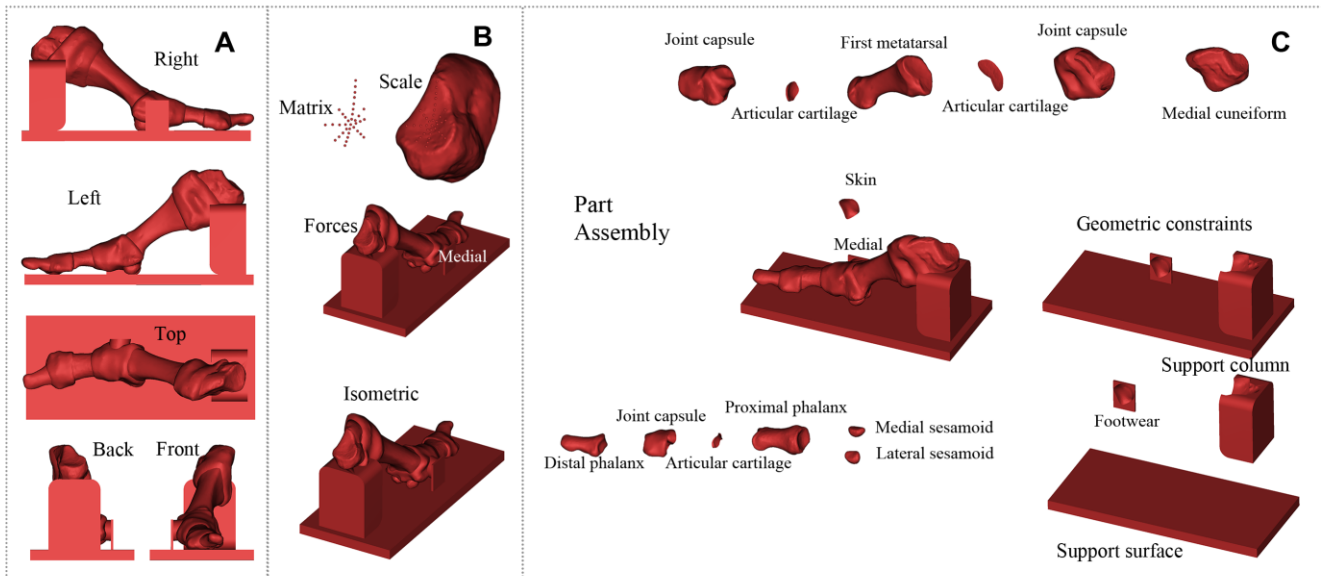 A
Right
Left
Top
Back
Front
B
Matrix
Scale
Forces
Medial
Isometric
C
Joint capsule
First metatarsal
Joint capsule
Articular cartilage
Articular cartilage
Medial cuneiform
Part
Assembly
Skin
Medial
Geometric constraints
Support column
Footwear
Support surface
Joint capsule
Proximal phalanx
Distal phalanx
Articular cartilage
Medial sesamoid
Lateral sesamoid